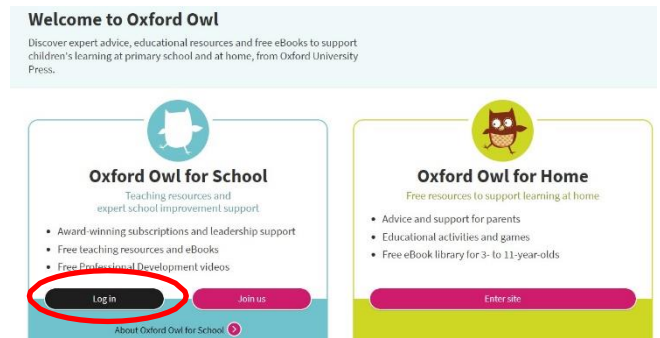 Welcome to Oxford Owl
Discover expert advice, educational resources and free eBooks to support
children's learning at primary school and at home, from Oxford University
Press.
Oxford Owl for School
Teaching resources and
expert school improvement support
• Award-winning subscriptions and leadership support
• Free teaching resources and eBooks
• Free Professional Development videos
Log in
Join us
About Oxford Owl for School
Oxford Owl for Home
Free resources to support learning at home
• Advice and support for parents
• Educational activities and games
• Free eBook library for 3- to 11-year-olds
Enter site